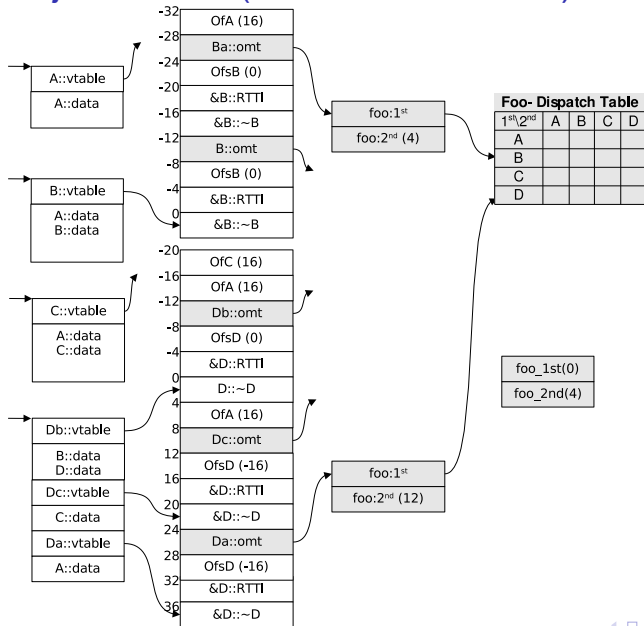 -32
OfA (16)
-28
Ba::omt
-24
OfsB (0)
-20
&B::RTTI
-16
&B::~B
-12
B::omt
-8
OfsB (0)
-4
&B::RTTI
0
&B::~B
A::vtable
A::data
B::vtable
A::data
B::data
foo:1st
foo:2nd (4)
Foo- Dispatch Table
1st\2nd A B C D
A
B
C
D
-20
OfC (16)
-16
OfA (16)
-12
Db::omt
-8
OfsD (0)
-4
&D::RTTI
0
D::~D
4
OfA (16)
8
Dc::omt
12
OfsD (-16)
16
&D::RTTI
20
&D::~D
24
Da::omt
28
OfsD (-16)
32
&D::RTTI
36
&D::~D
C::vtable
A::data
C::data
Db::vtable
B::data
D::data
Dc::vtable
C::data
Da::vtable
A::data
foo:1st
foo:2nd (12)
foo_1st(0)
foo_2nd(4)